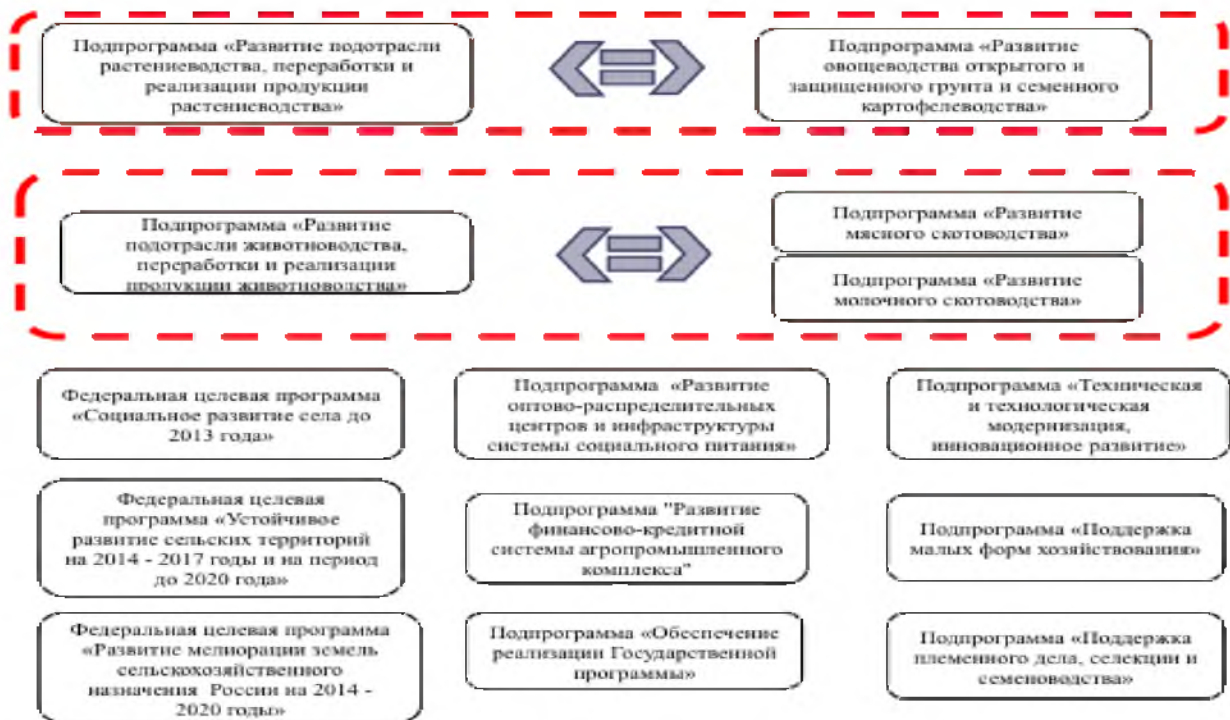 Подпрограмма «Развитие подотрасли
растениеводства, переработки и
реализации продукции
растениеводства»
Подпрограмма «Развитие
овощеводства открытого и
защищенного грунта и семенного
картофелеводства»
Подпрограмма «Развитие
подотрасли животноводства,
переработки и реализации
продукции животноводства»
Подпрограмма «Развитие
мясного скотоводства»
Подпрограмма «Развитие
молочного скотоводства»
Федеральная целевая программа
«Социальное развитие села до
2013 года»
Подпрограмма «Развитие
оптово-распределительных
центров и инфраструктуры
системы социального питания»
Подпрограмма «Техническая
и технологическая
модернизация,
инновационное развитие»
Федеральная целевая
программа «Устойчивое
развитие сельских территорий
на 2014 - 2017 годы и на период
до 2020 года»
Подпрограмма "Развитие
финансово-кредитной
системы агропромышленного
комплекса"
Подпрограмма «Поддержка
малых форм хозяйствования»
Федеральная целевая программа
«Развитие мелиорации земель
сельскохозяйственного
назначения России на 2014 -
2020 годы»
Подпрограмма «Обеспечение
реализации Государственной
программы»
Подпрограмма «Поддержка
племенного дела, селекции и
семеноводства»